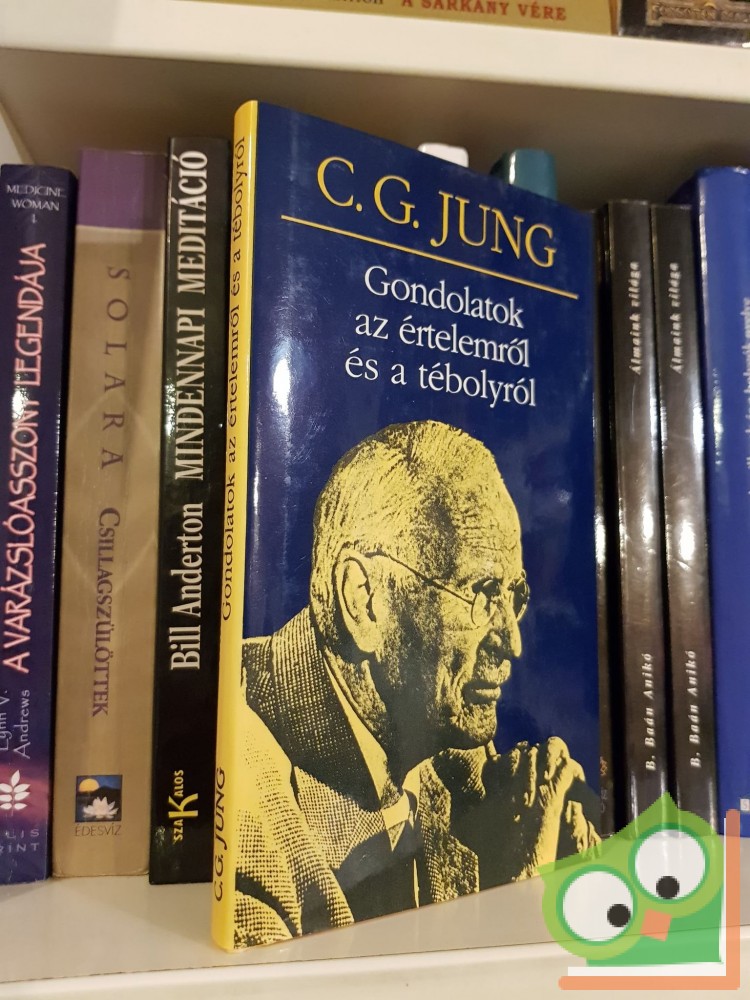 A SÁRKÁNY VÉRE
MEDICINE
WOMAN
I.
A VARÁZSLÓASSZONY LEGENDÁJA
Lynn V.
Andrews
SOLARA CSILLAGSZÜLÖTTEK
ÉDESVÍZ
Bill Anderton MINDENNAPI MEDITÁCIÓ
SZAKALOS
C.G. JUNG Gondolatok az értelemről és a tébolyról
C. G. JUNG
Gondolatok
az értelemről
és a tébolyról
B. Baán Anikó Álmaink világa
B. Baán Anikó Álmaink világa